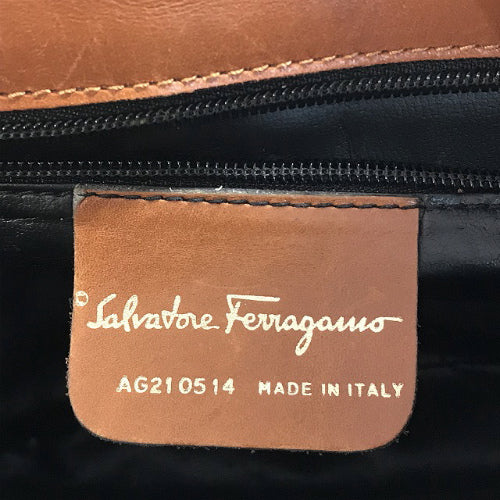 © Salvatore Ferragamo
AG210514 MADE IN ITALY